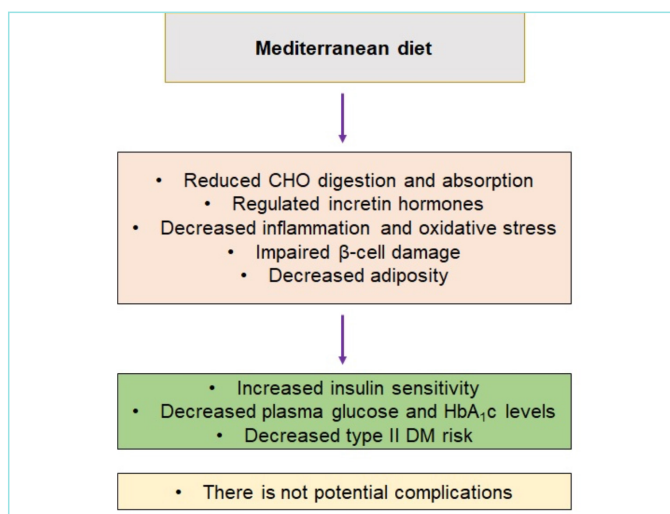 Mediterranean diet
• Reduced CHO digestion and absorption
• Regulated incretin hormones
• Decreased inflammation and oxidative stress
• Impaired β-cell damage
• Decreased adiposity
• Increased insulin sensitivity
• Decreased plasma glucose and HbA₁c levels
• Decreased type II DM risk
• There is not potential complications